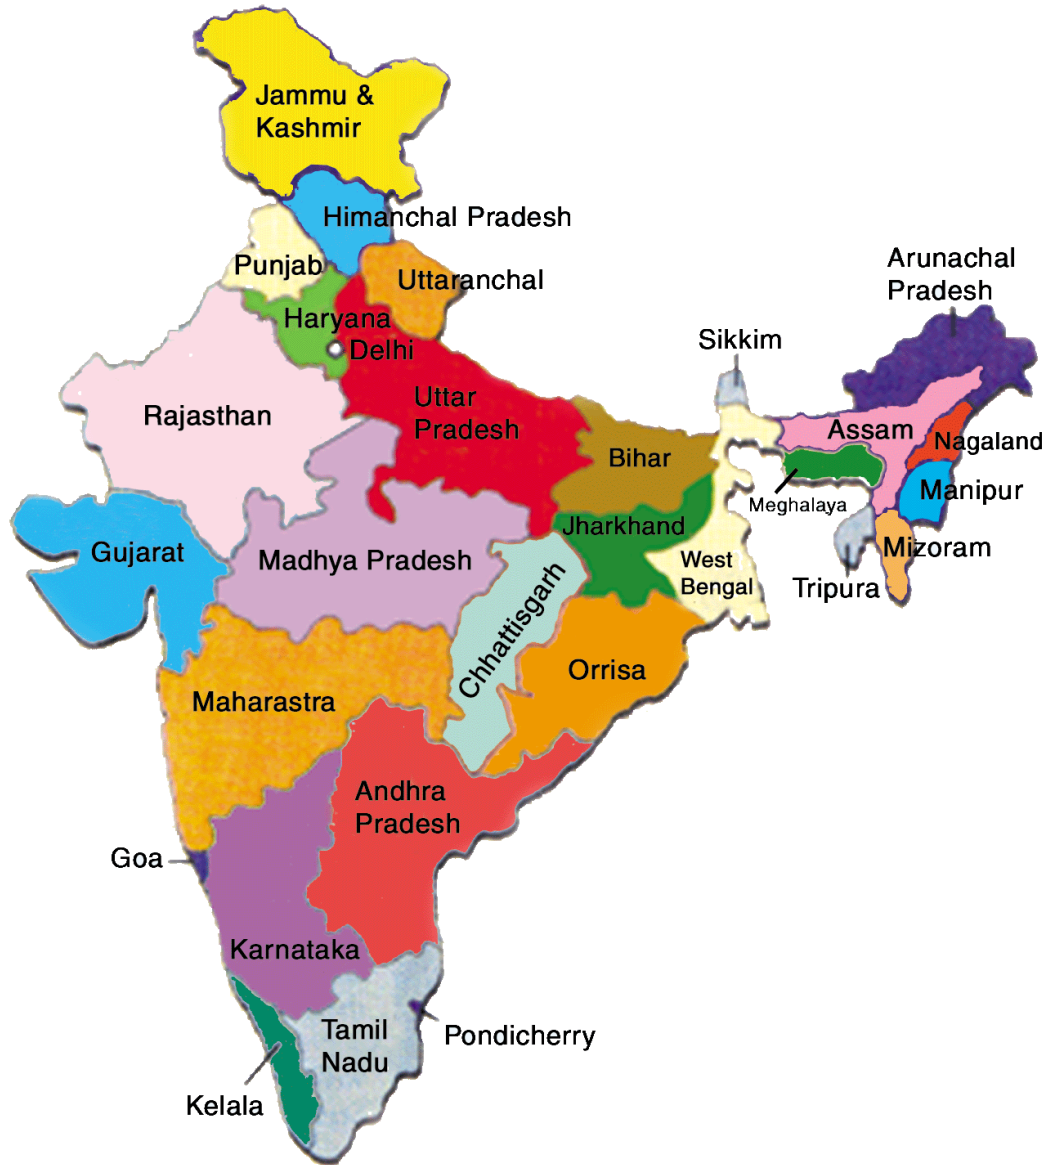 Jammu &
Kashmir
Himanchal Pradesh
Punjab
Uttaranchal
Arunachal
Pradesh
Haryana
Delhi
Sikkim
Rajasthan
Uttar
Pradesh
Bihar
Assam
Nagaland
Meghalaya
Manipur
Gujarat
Madhya Pradesh
Jharkhand
West
Bengal
Mizoram
Tripura
Chhattisgarh
Orrisa
Maharastra
Andhra
Pradesh
Goa
Karnataka
Tamil
Nadu
Pondicherry
Kelala